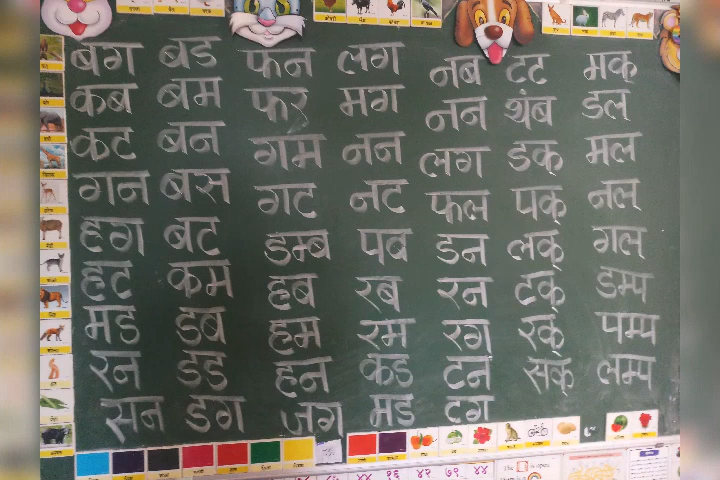 बग बड फन लग नब टट मक्
कब बम फर् मग नन थंब डल्
कट बन गम नन लग डक् मल
गन बस गट नट फल पक् नल्
हग बट डम्ब पब डन लक् गल्
हट कम हब रब रन टक् डम्प
मड डब हम रम रग रक् पम्प
रन डड हन कड टन सक् लम्प
सन डग जग मड टग